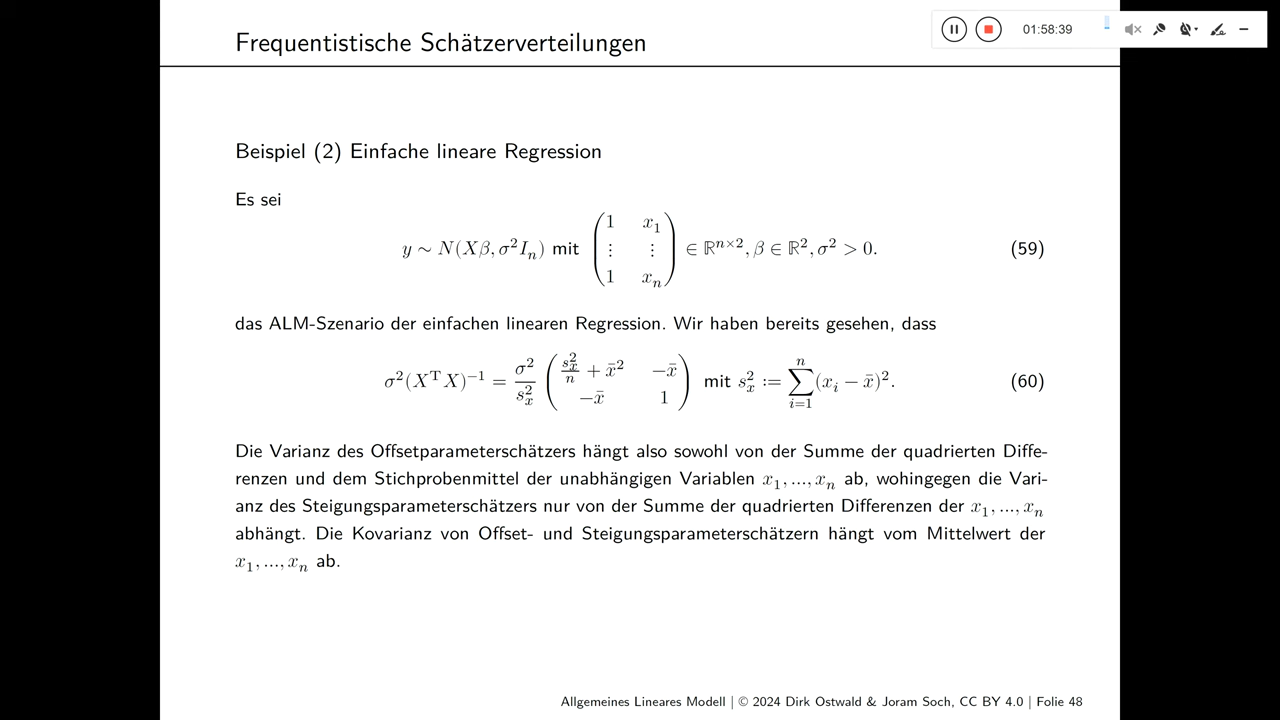 01:58:39
Frequentistische Schätzerverteilungen
Beispiel (2) Einfache lineare Regression
Es sei
y ∼ N(Xβ, σ²Iₙ) mit (1 x₁ ⋮ ⋮ 1 xₙ) ∈ ℝⁿˣ², β ∈ ℝ², σ² > 0. (59)
das ALM-Szenario der einfachen linearen Regression. Wir haben bereits gesehen, dass
σ²(XᵀX)⁻¹ = σ²/sₓ² (sₓ²/n + x̄² −x̄ −x̄ 1) mit sₓ² := ∑ⁿᵢ₌₁(xᵢ − x̄)². (60)
Die Varianz des Offsetparameterschätzers hängt also sowohl von der Summe der quadrierten Diffe-
renzen und dem Stichprobenmittel der unabhängigen Variablen x₁, ..., xₙ ab, wohingegen die Vari-
anz des Steigungsparameterschätzers nur von der Summe der quadrierten Differenzen der x₁, ..., xₙ
abhängt. Die Kovarianz von Offset- und Steigungsparameterschätzern hängt vom Mittelwert der
x₁, ..., xₙ ab.
Allgemeines Lineares Modell | © 2024 Dirk Ostwald & Joram Soch, CC BY 4.0 | Folie 48